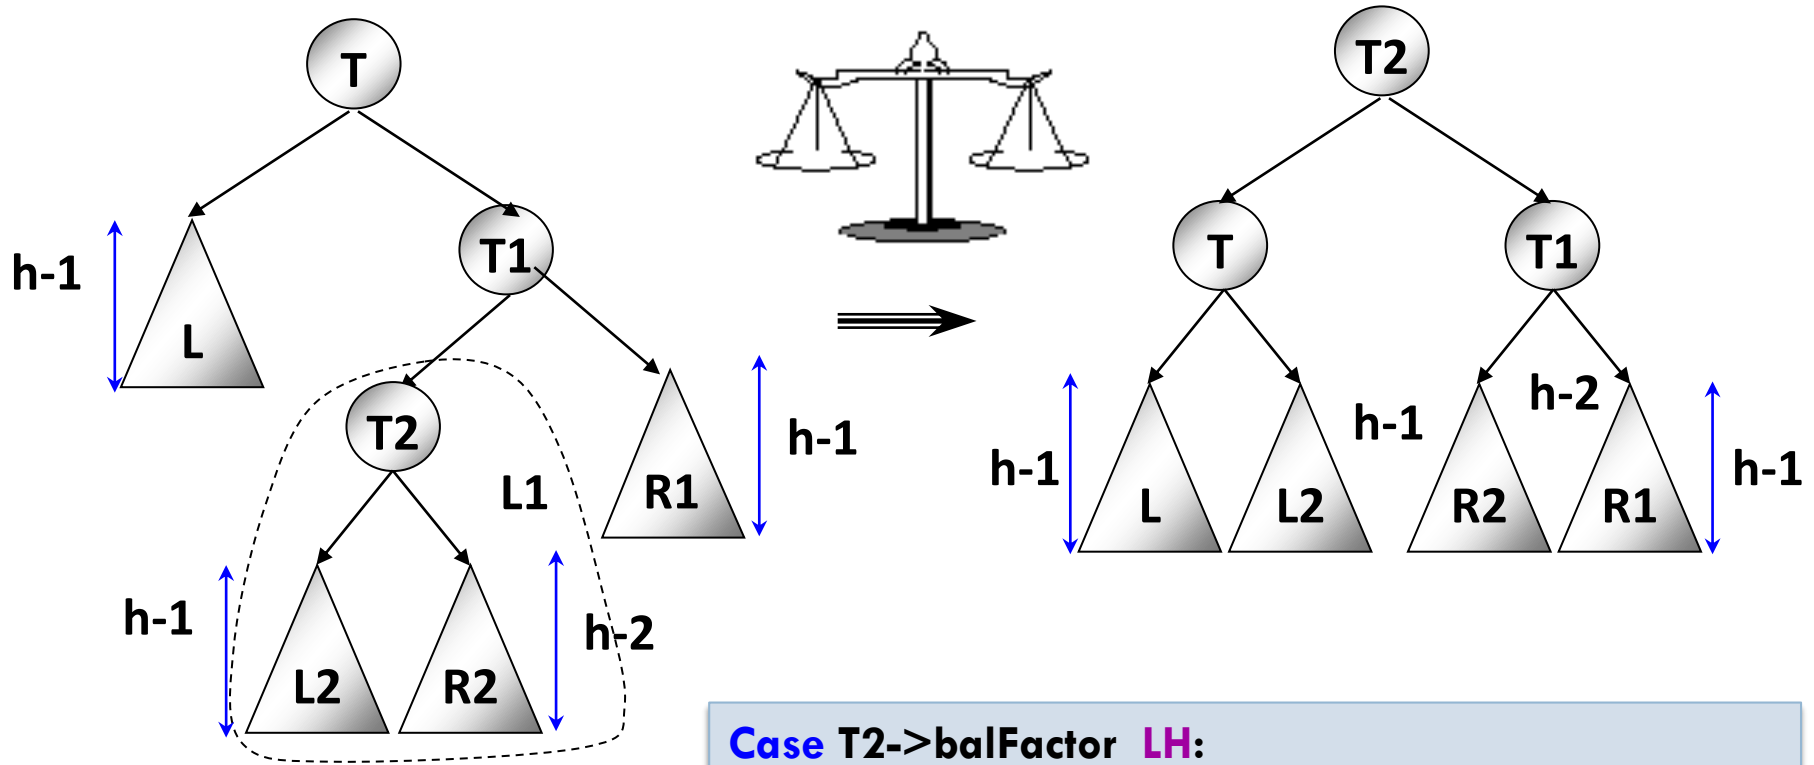 T
T1
h-1
L
T2
L1
R1
h-1
h-1
L2
R2
h-2
T2
T
T1
h-1
L
L2
h-1
R2
h-2
R1
h-1
Case T2->balFactor LH: